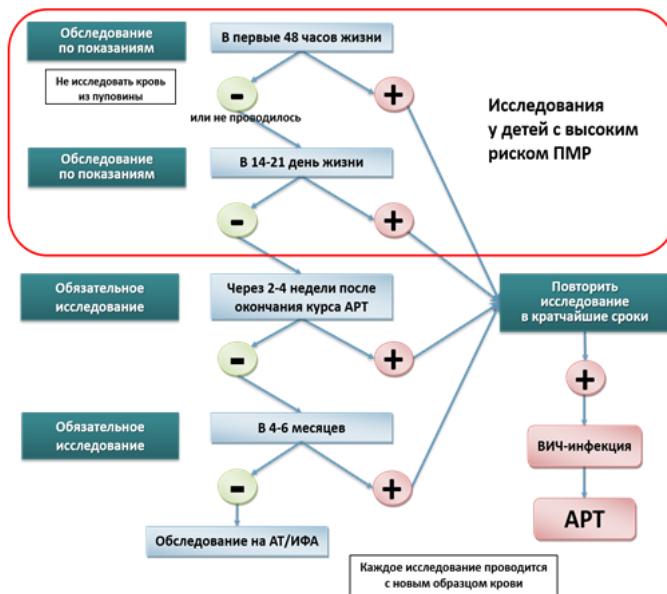 Обследование
по показаниям
В первые 48 часов жизни
Не исследовать кровь
из пуповины
-
+
или не проводилось
Исследования
у детей с высоким
риском ПМР
Обследование
по показаниям
В 14-21 день жизни
-
+
Обязательное
исследование
Через 2-4 недели после
окончания курса АРТ
Повторить
исследование
в кратчайшие сроки
-
+
+
Обязательное
исследование
В 4-6 месяцев
ВИЧ-инфекция
-
+
АРТ
Обследование на АТ/ИФА
Каждое исследование проводится
с новым образцом крови